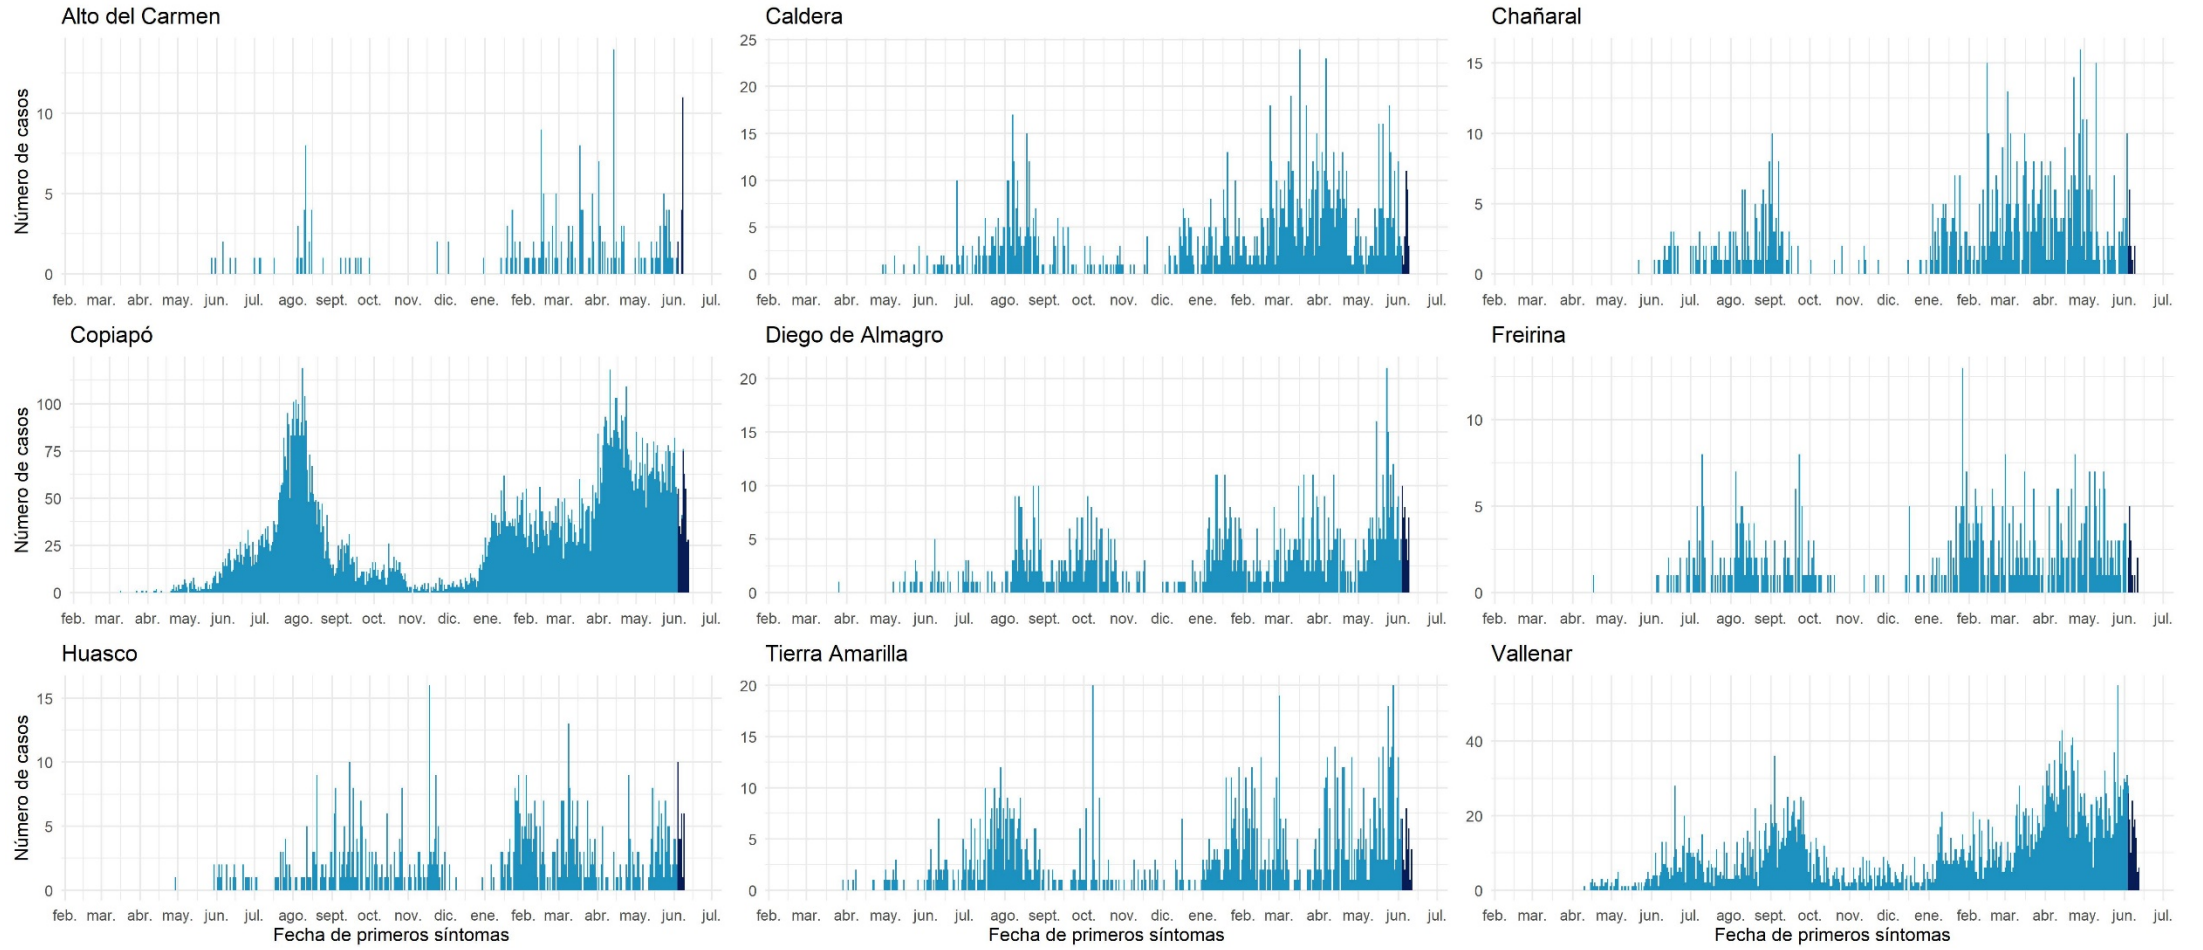 Alto del Carmen
Número de casos
10
5
0
feb. mar. abr. may. jun. jul. ago. sept. oct. nov. dic. ene. feb. mar. abr. may. jun. jul.
Caldera
25
20
15
10
5
0
feb. mar. abr. may. jun. jul. ago. sept. oct. nov. dic. ene. feb. mar. abr. may. jun. jul.
Chañaral
15
10
5
0
feb. mar. abr. may. jun. jul. ago. sept. oct. nov. dic. ene. feb. mar. abr. may. jun. jul.
Copiapó
Número de casos
100
75
50
25
0
feb. mar. abr. may. jun. jul. ago. sept. oct. nov. dic. ene. feb. mar. abr. may. jun. jul.
Diego de Almagro
20
15
10
5
0
feb. mar. abr. may. jun. jul. ago. sept. oct. nov. dic. ene. feb. mar. abr. may. jun. jul.
Freirina
10
5
0
feb. mar. abr. may. jun. jul. ago. sept. oct. nov. dic. ene. feb. mar. abr. may. jun. jul.
Huasco
Número de casos
15
10
5
0
feb. mar. abr. may. jun. jul. ago. sept. oct. nov. dic. ene. feb. mar. abr. may. jun. jul.
Fecha de primeros síntomas
Tierra Amarilla
20
15
10
5
0
feb. mar. abr. may. jun. jul. ago. sept. oct. nov. dic. ene. feb. mar. abr. may. jun. jul.
Fecha de primeros síntomas
Vallenar
40
20
0
feb. mar. abr. may. jun. jul. ago. sept. oct. nov. dic. ene. feb. mar. abr. may. jun. jul.
Fecha de primeros síntomas